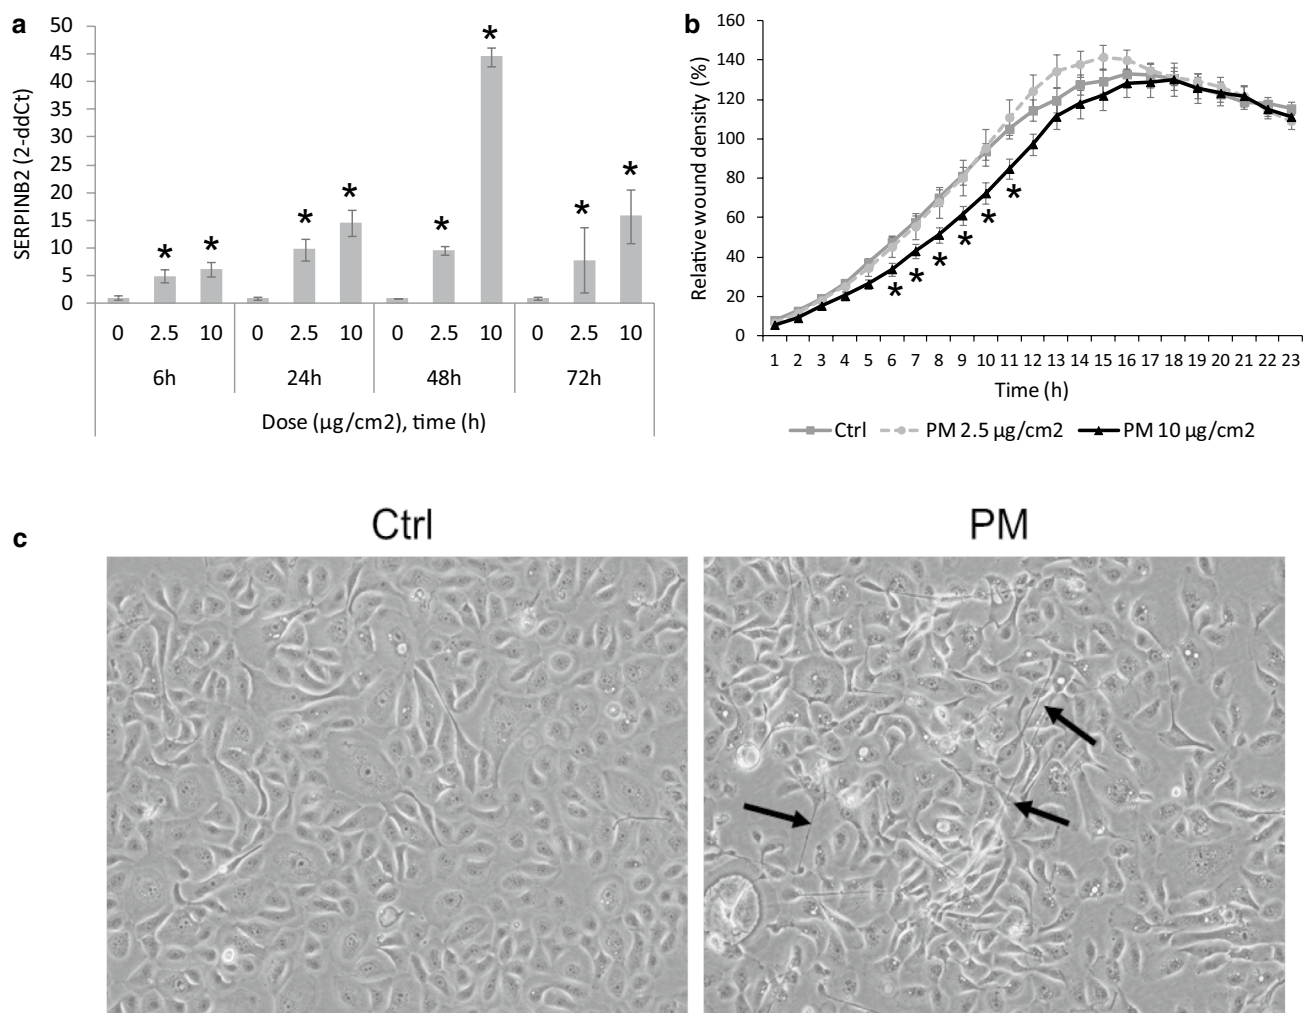 a
SERPINB2 (2-ddCt)
50
45
40
35
30
25
20
15
10
5
0
* * * * * * * *
0 2.5 10 0 2.5 10 0 2.5 10 0 2.5 10
6h 24h 48h 72h
Dose (µg/cm2), time (h)
b
Relative wound density (%)
160
140
120
100
80
60
40
20
0
* * * * * *
1 2 3 4 5 6 7 8 9 10 11 12 13 14 15 16 17 18 19 20 21 22 23
Time (h)
Ctrl PM 2.5 µg/cm2 PM 10 µg/cm2
c
Ctrl PM